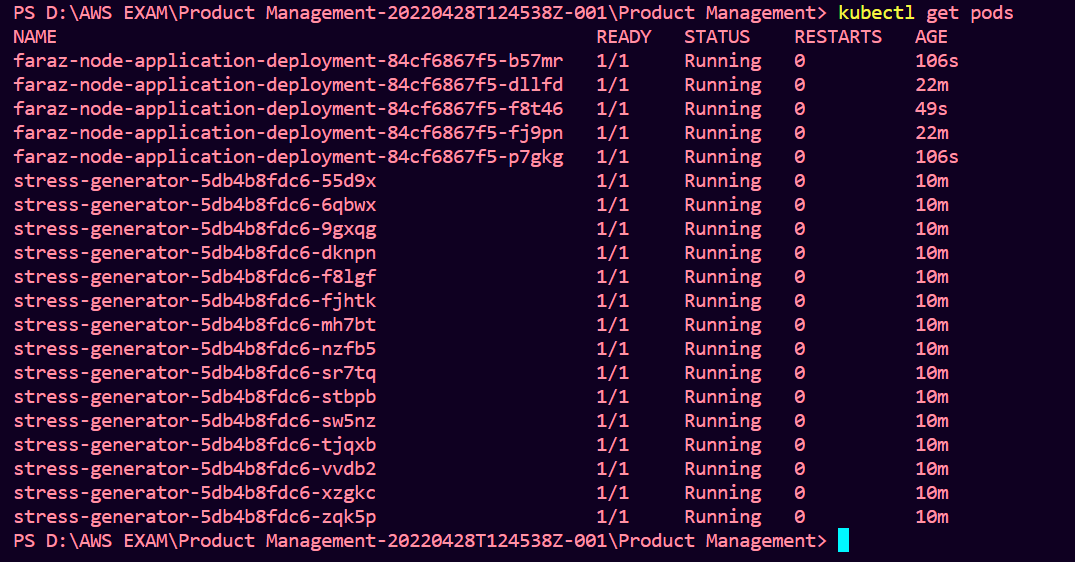 PS D:\AWS EXAM\Product Management-20220428T124538Z-001\Product Management> kubectl get pods
NAME READY STATUS RESTARTS AGE
faraz-node-application-deployment-84cf6867f5-b57mr 1/1 Running 0 106s
faraz-node-application-deployment-84cf6867f5-dllfd 1/1 Running 0 22m
faraz-node-application-deployment-84cf6867f5-f8t46 1/1 Running 0 49s
faraz-node-application-deployment-84cf6867f5-fj9pn 1/1 Running 0 22m
faraz-node-application-deployment-84cf6867f5-p7gkg 1/1 Running 0 106s
stress-generator-5db4b8fdc6-55d9x 1/1 Running 0 10m
stress-generator-5db4b8fdc6-6qbwx 1/1 Running 0 10m
stress-generator-5db4b8fdc6-9gxqg 1/1 Running 0 10m
stress-generator-5db4b8fdc6-dknpn 1/1 Running 0 10m
stress-generator-5db4b8fdc6-f8lgf 1/1 Running 0 10m
stress-generator-5db4b8fdc6-fjhtk 1/1 Running 0 10m
stress-generator-5db4b8fdc6-mh7bt 1/1 Running 0 10m
stress-generator-5db4b8fdc6-nzfb5 1/1 Running 0 10m
stress-generator-5db4b8fdc6-sr7tq 1/1 Running 0 10m
stress-generator-5db4b8fdc6-stbpb 1/1 Running 0 10m
stress-generator-5db4b8fdc6-sw5nz 1/1 Running 0 10m
stress-generator-5db4b8fdc6-tjqxb 1/1 Running 0 10m
stress-generator-5db4b8fdc6-vvdb2 1/1 Running 0 10m
stress-generator-5db4b8fdc6-xzgkc 1/1 Running 0 10m
stress-generator-5db4b8fdc6-zqk5p 1/1 Running 0 10m
PS D:\AWS EXAM\Product Management-20220428T124538Z-001\Product Management>